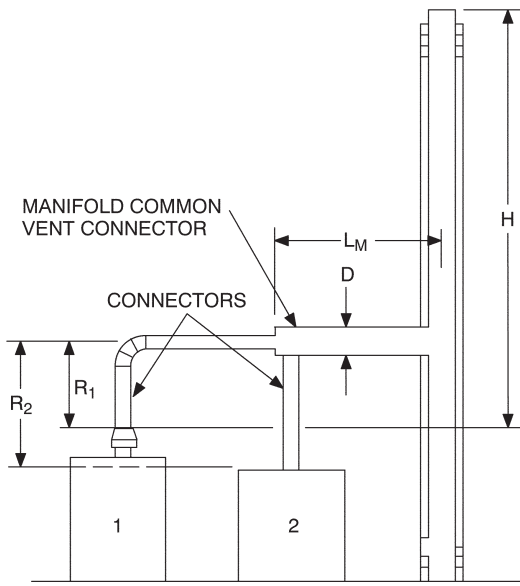 MANIFOLD COMMON
VENT CONNECTOR
L_M
H
D
CONNECTORS
R_1
R_2
1
2